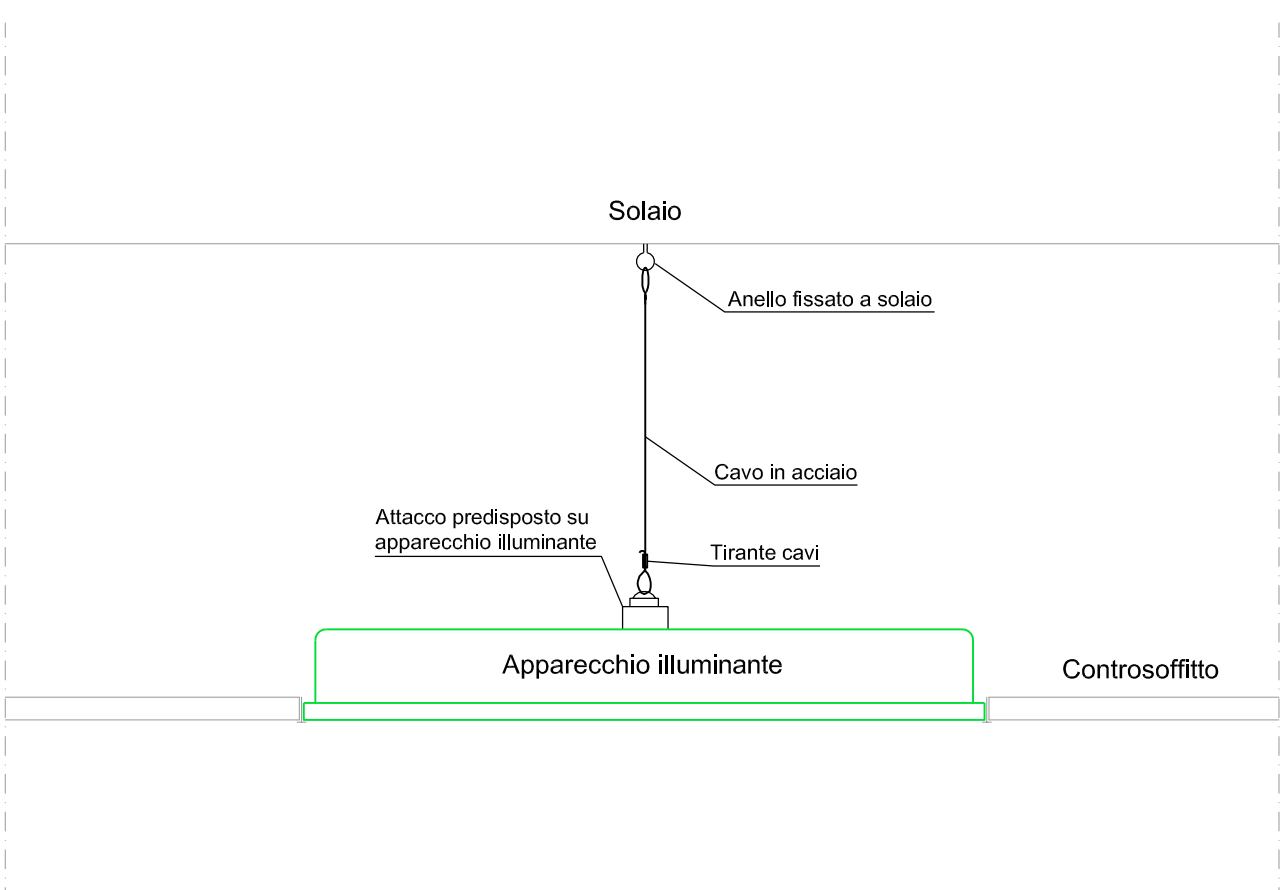 Solaio
Anello fissato a solaio
Cavo in acciaio
Attacco predisposto su
apparecchio illuminante
Tirante cavi
Apparecchio illuminante
Controsoffitto